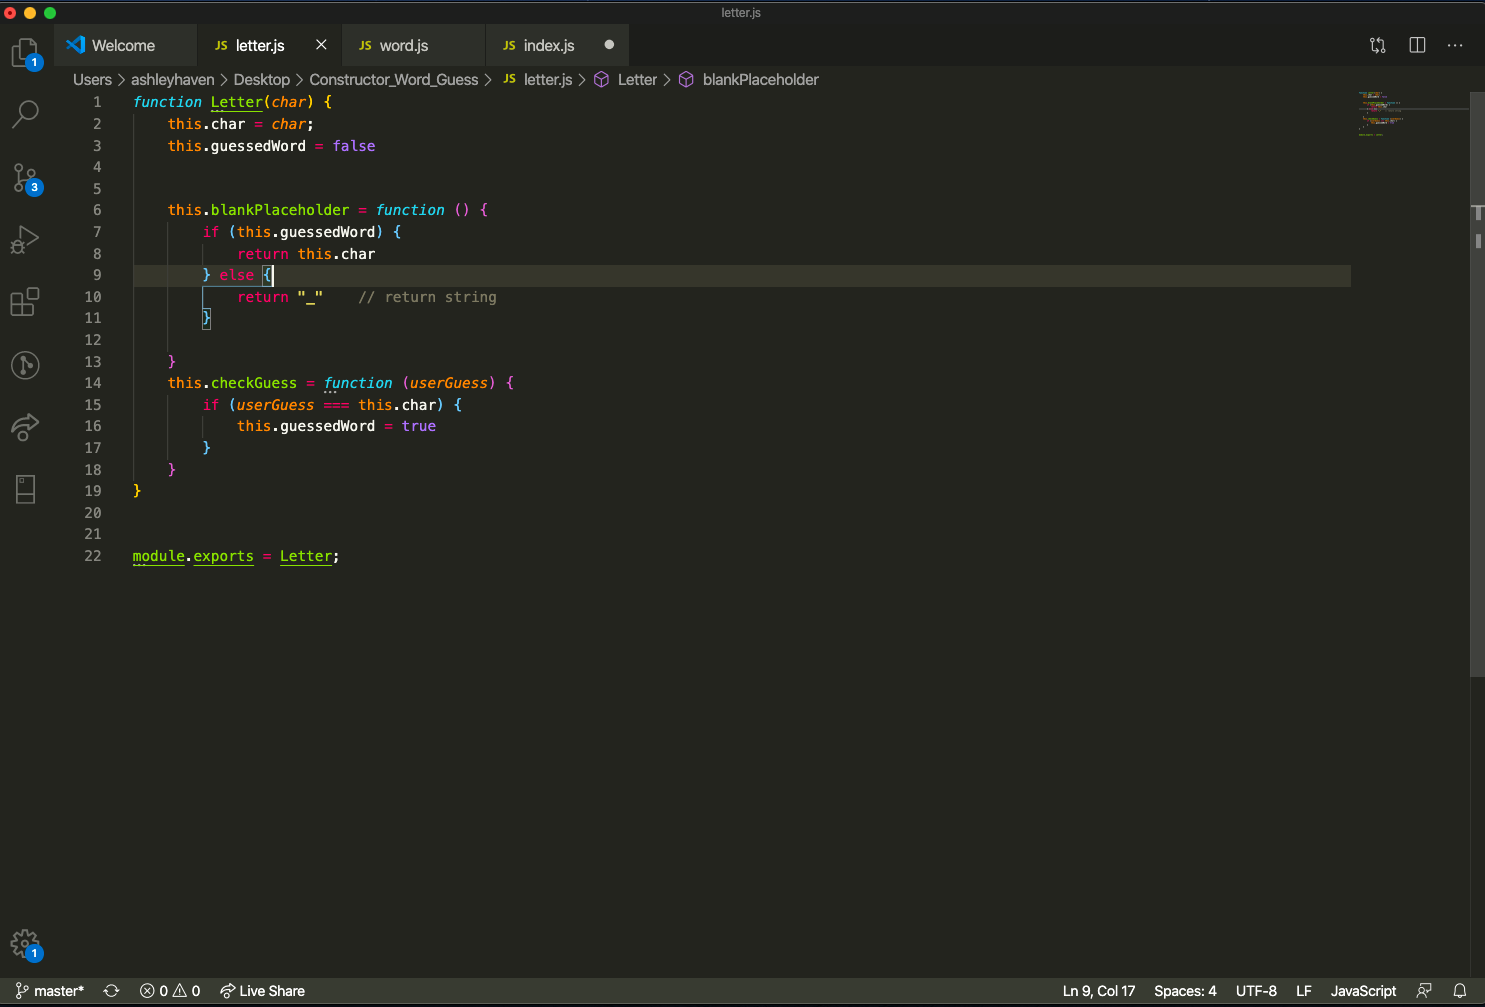 letter.js
Welcome JS letter.js JS word.js JS index.js
Users > ashleyhaven > Desktop > Constructor_Word_Guess > JS letter.js > Letter > blankPlaceholder
1 function Letter(char) {
2 this.char = char;
3 this.guessedWord = false
4
5
6 this.blankPlaceholder = function () {
7 if (this.guessedWord) {
8 return this.char
9 } else {
10 return "_" // return string
11 }
12
13 }
14 this.checkGuess = function (userGuess) {
15 if (userGuess === this.char) {
16 this.guessedWord = true
17 }
18 }
19 }
20
21
22 module.exports = Letter;
1
3
1
master* 0 0 Live Share Ln 9, Col 17 Spaces: 4 UTF-8 LF JavaScript